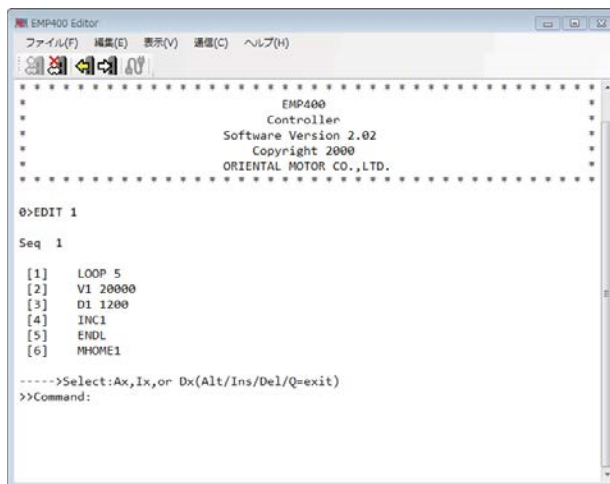 EMP400 Editor
ファイル(F) 編集(E) 表示(V) 通信(C) ヘルプ(H)
* * * * * * * * * * * * * * * * * * * * * * * * * * * * * * * * * * * * * * * *
* EMP400 *
* Controller *
* Software Version 2.02 *
* Copyright 2000 *
* ORIENTAL MOTOR CO.,LTD. *
* * * * * * * * * * * * * * * * * * * * * * * * * * * * * * * * * * * * * * * *
0>EDIT 1
Seq 1
[1] LOOP 5
[2] V1 20000
[3] D1 1200
[4] INC1
[5] ENDL
[6] MHOME1
----->Select:Ax,Ix,or Dx(Alt/Ins/Del/Q=exit)
>>Command: